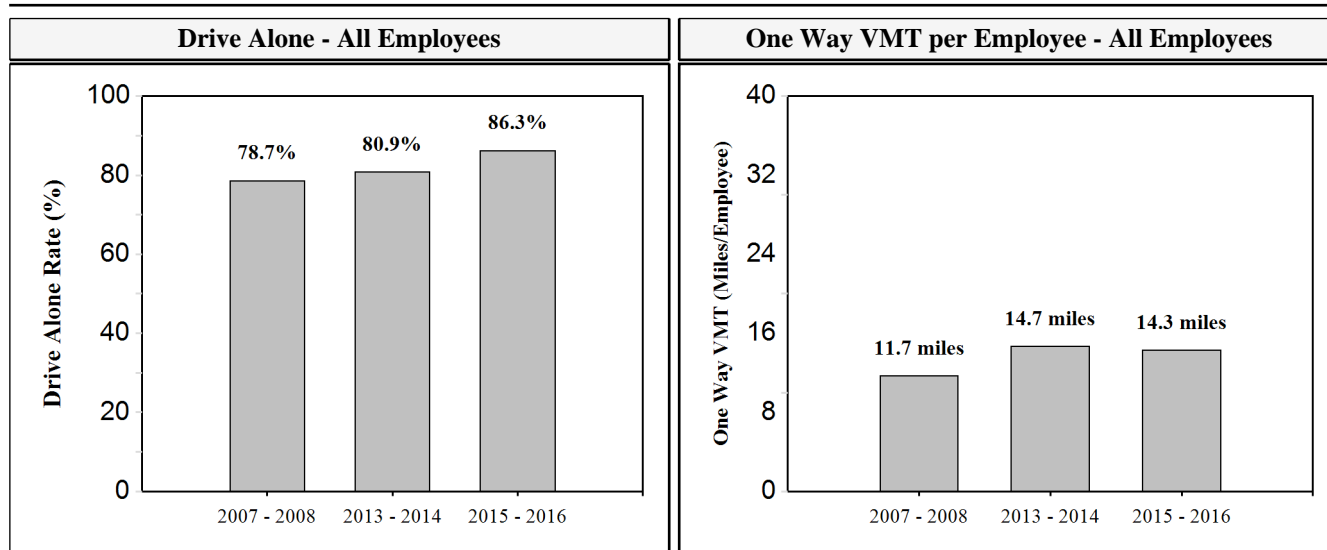 Drive Alone - All Employees
100
80
60
40
20
0
Drive Alone Rate (%)
78.7%
80.9%
86.3%
2007 - 2008
2013 - 2014
2015 - 2016
One Way VMT per Employee - All Employees
40
32
24
16
8
0
One Way VMT (Miles/Employee)
11.7 miles
14.7 miles
14.3 miles
2007 - 2008
2013 - 2014
2015 - 2016